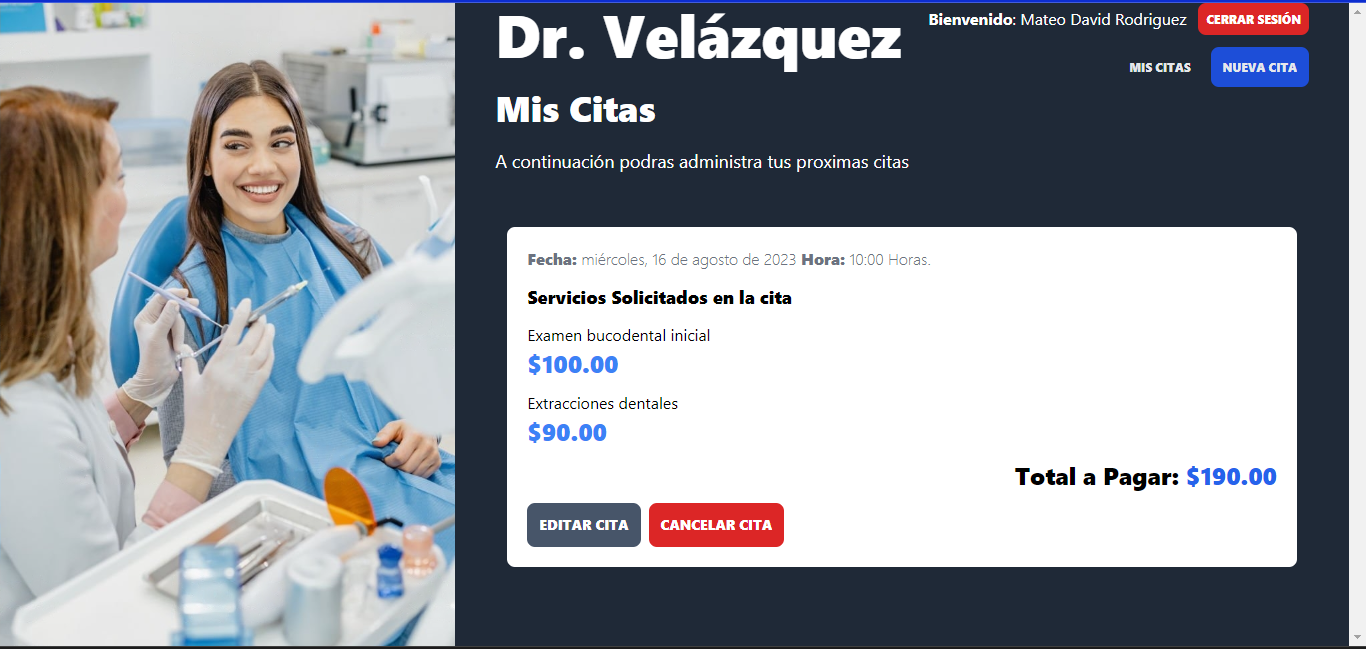 Dr. Velázquez
Bienvenido: Mateo David Rodriguez
CERRAR SESIÓN
MIS CITAS
NUEVA CITA
Mis Citas
A continuación podras administra tus proximas citas
Fecha: miércoles, 16 de agosto de 2023 Hora: 10:00 Horas.
Servicios Solicitados en la cita
Examen bucodental inicial
$100.00
Extracciones dentales
$90.00
Total a Pagar: $190.00
EDITAR CITA
CANCELAR CITA